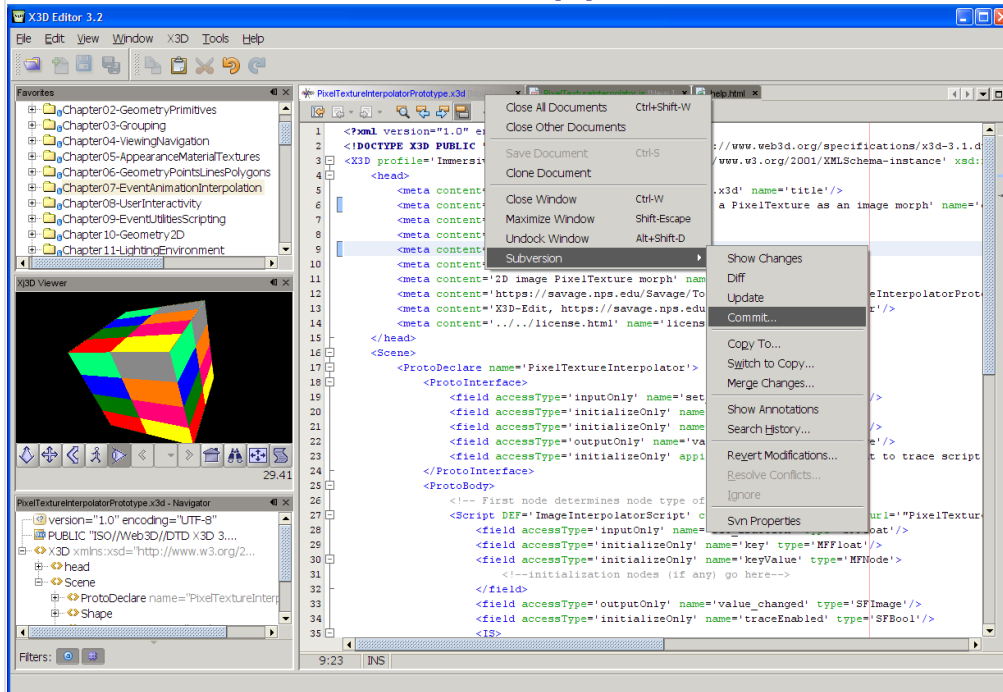 X3D Editor 3.2
File Edit View Window X3D Tools Help
Favorites
Chapter02-GeometryPrimitives
Chapter03-Grouping
Chapter04-ViewingNavigation
Chapter05-AppearanceMaterialTextures
Chapter06-GeometryPointsLinesPolygons
Chapter07-EventAnimationInterpolation
Chapter08-UserInteractivity
Chapter09-EventUtilitiesScripting
Chapter10-Geometry2D
Chapter11-LightingEnvironment
Xj3D Viewer
29.41
PixelTextureInterpolatorPrototype.x3d - Navigator
version="1.0" encoding="UTF-8"
PUBLIC "ISO//Web3D//DTD X3D 3....
X3D xmlns:xsd="http://www.w3.org/2...
head
Scene
ProtoDeclare name="PixelTextureInterp
Shape
Filters:
PixelTextureInterpolatorPrototype.x3d
help.html
1 <?xml version="1.0"
2 <!DOCTYPE X3D PUBLIC " ://www.web3d.org/specifications/x3d-3.1.d
3 <X3D profile='Immersiv /www.w3.org/2001/XMLSchema-instance' xsd:
4 <head>
5 <meta content= .x3d' name='title'/>
6 <meta content= a PixelTexture as an image morph' name='
7 <meta content=
8 <meta content=
9 <meta content=
10 <meta content=
11 <meta content='2D image PixelTexture morph' nam
12 <meta content='https://savage.nps.edu/Savage/To eInterpolatorProt
13 <meta content='X3D-Edit, https://savage.nps.edu r'/>
14 <meta content='../../license.html' name='licens
15 </head>
16 <Scene>
17 <ProtoDeclare name='PixelTextureInterpolator'>
18 <ProtoInterface>
19 <field accessType='inputOnly' name='set_ />
20 <field accessType='initializeOnly' name
21 <field accessType='initializeOnly' name
22 <field accessType='outputOnly' name='va e'/>
23 <field accessType='initializeOnly' appi t to trace script
24 </ProtoInterface>
25 <ProtoBody>
26 <!-- First node determines node type of
27 <Script DEF='ImageInterpolatorScript' c url='"PixelTextur
28 <field accessType='inputOnly' name= oat'/>
29 <field accessType='initializeOnly' name='key' type='MFFloat'/>
30 <field accessType='initializeOnly' name='keyValue' type='MFNode'>
31 <!--initialization nodes (if any) go here-->
32 </field>
33 <field accessType='outputOnly' name='value_changed' type='SFImage'/>
34 <field accessType='initializeOnly' name='traceEnabled' type='SFBool'/>
35 <IS>
9:23 INS
Close All Documents Ctrl+Shift-W
Close Other Documents
Save Document Ctrl-S
Clone Document
Close Window Ctrl-W
Maximize Window Shift-Escape
Undock Window Alt+Shift-D
Subversion
Show Changes
Diff
Update
Commit...
Copy To...
Switch to Copy...
Merge Changes...
Show Annotations
Search History...
Revert Modifications...
Resolve Conflicts...
Ignore
Svn Properties